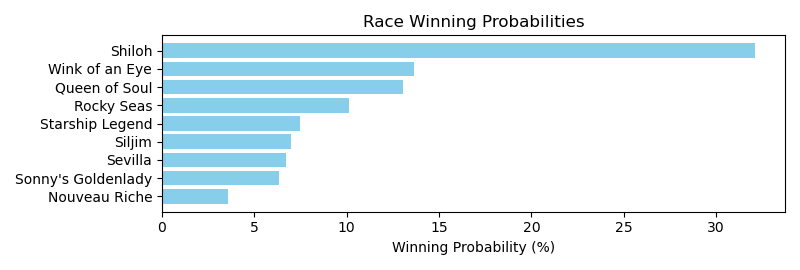 Race Winning Probabilities
Shiloh
Wink of an Eye
Queen of Soul
Rocky Seas
Starship Legend
Siljim
Sevilla
Sonny's Goldenlady
Nouveau Riche
0 5 10 15 20 25 30
Winning Probability (%)